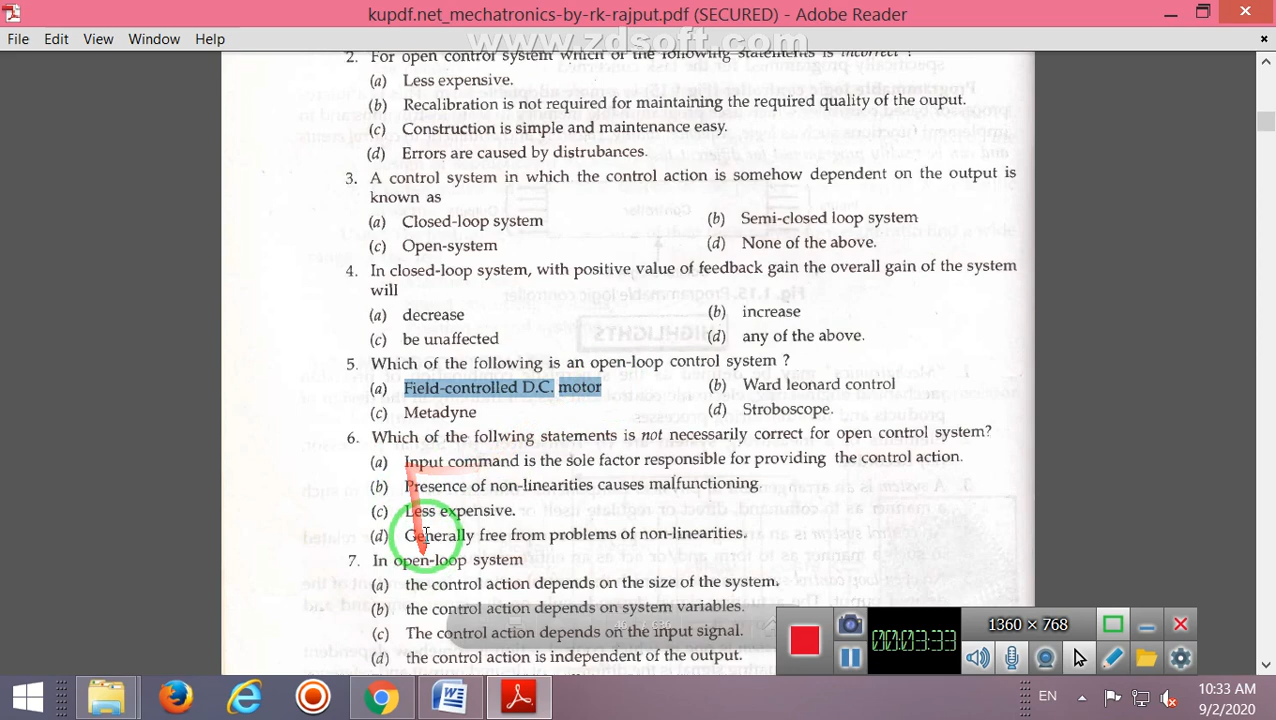 kupdf.net_mechatronics-by-rk-rajput.pdf (SECURED) - Adobe Reader
File Edit View Window Help
www.zdsoft.com
2. For open control system which of the following statements is incorrect ?
(a) Less expensive.
(b) Recalibration is not required for maintaining the required quality of the ouput.
(c) Construction is simple and maintenance easy.
(d) Errors are caused by distrubances.
3. A control system in which the control action is somehow dependent on the output is
known as
(a) Closed-loop system (b) Semi-closed loop system
(c) Open-system (d) None of the above.
4. In closed-loop system, with positive value of feedback gain the overall gain of the system
will
(a) decrease (b) increase
(c) be unaffected (d) any of the above.
5. Which of the following is an open-loop control system ?
(a) Field-controlled D.C. motor (b) Ward leonard control
(c) Metadyne (d) Stroboscope.
6. Which of the follwing statements is not necessarily correct for open control system?
(a) Input command is the sole factor responsible for providing the control action.
(b) Presence of non-linearities causes malfunctioning.
(c) Less expensive.
(d) Generally free from problems of non-linearities.
7. In open-loop system
(a) the control action depends on the size of the system.
(b) the control action depends on system variables.
(c) The control action depends on the input signal.
(d) the control action is independent of the output.
00:03:33
1360 × 768
EN
10:33 AM
9/2/2020